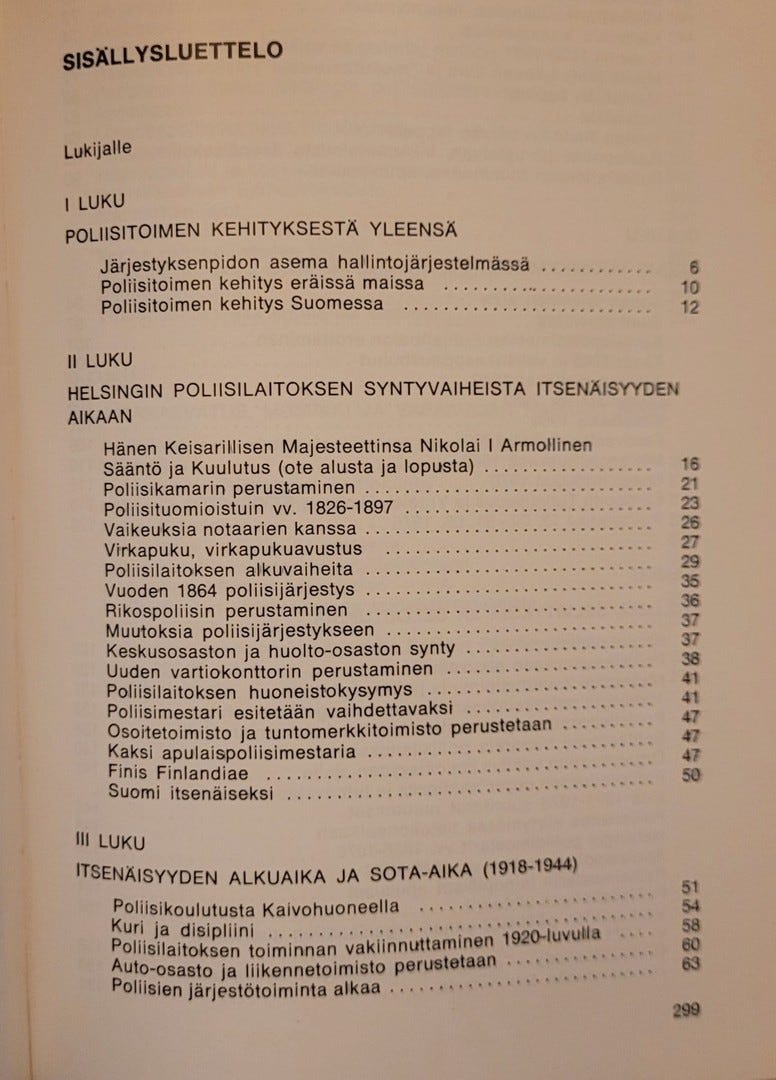 SISÄLLYSLUETTELO
Lukijalle
I LUKU
POLIISITOIMEN KEHITYKSESTÄ YLEENSÄ
Järjestyksenpidon asema hallintojärjestelmässä ............ 6
Poliisitoimen kehitys eräissä maissa ...................... 10
Poliisitoimen kehitys Suomessa ........................... 12
II LUKU
HELSINGIN POLIISILAITOKSEN SYNTYVAIHEISTA ITSENÄISYYDEN
AIKAAN
Hänen Keisarillisen Majesteettinsa Nikolai I Armollinen
Sääntö ja Kuulutus (ote alusta ja lopusta) ................. 16
Poliisikamarin perustaminen .............................. 21
Poliisituomioistuin vv. 1826-1897 ......................... 23
Vaikeuksia notaarien kanssa .............................. 26
Virkapuku, virkapukuavustus ............................ 27
Poliisilaitoksen alkuvaiheita .............................. 29
Vuoden 1864 poliisijärjestys .............................. 35
Rikospoliisin perustaminen .............................. 36
Muutoksia poliisijärjestykseen ............................ 37
Keskusosaston ja huolto-osaston synty .................... 37
Uuden vartiokonttorin perustaminen ...................... 38
Poliisilaitoksen huoneistokysymys ........................ 41
Poliisimestari esitetään vaihdettavaksi .................... 41
Osoitetoimisto ja tuntomerkkitoimisto perustetaan ......... 47
Kaksi apulaispoliisimestaria .............................. 47
Finis Finlandiae ........................................ 47
Suomi itsenäiseksi ...................................... 50
III LUKU
ITSENÄISYYDEN ALKUAIKA JA SOTA-AIKA (1918-1944)
Poliisikoulutusta Kaivohuoneella ......................... 51
Kuri ja disipliini ........................................ 54
Poliisilaitoksen toiminnan vakiinnuttaminen 1920-luvulla .... 58
Auto-osasto ja liikennetoimisto perustetaan ............... 60
Poliisien järjestötoiminta alkaa ........................... 63
299